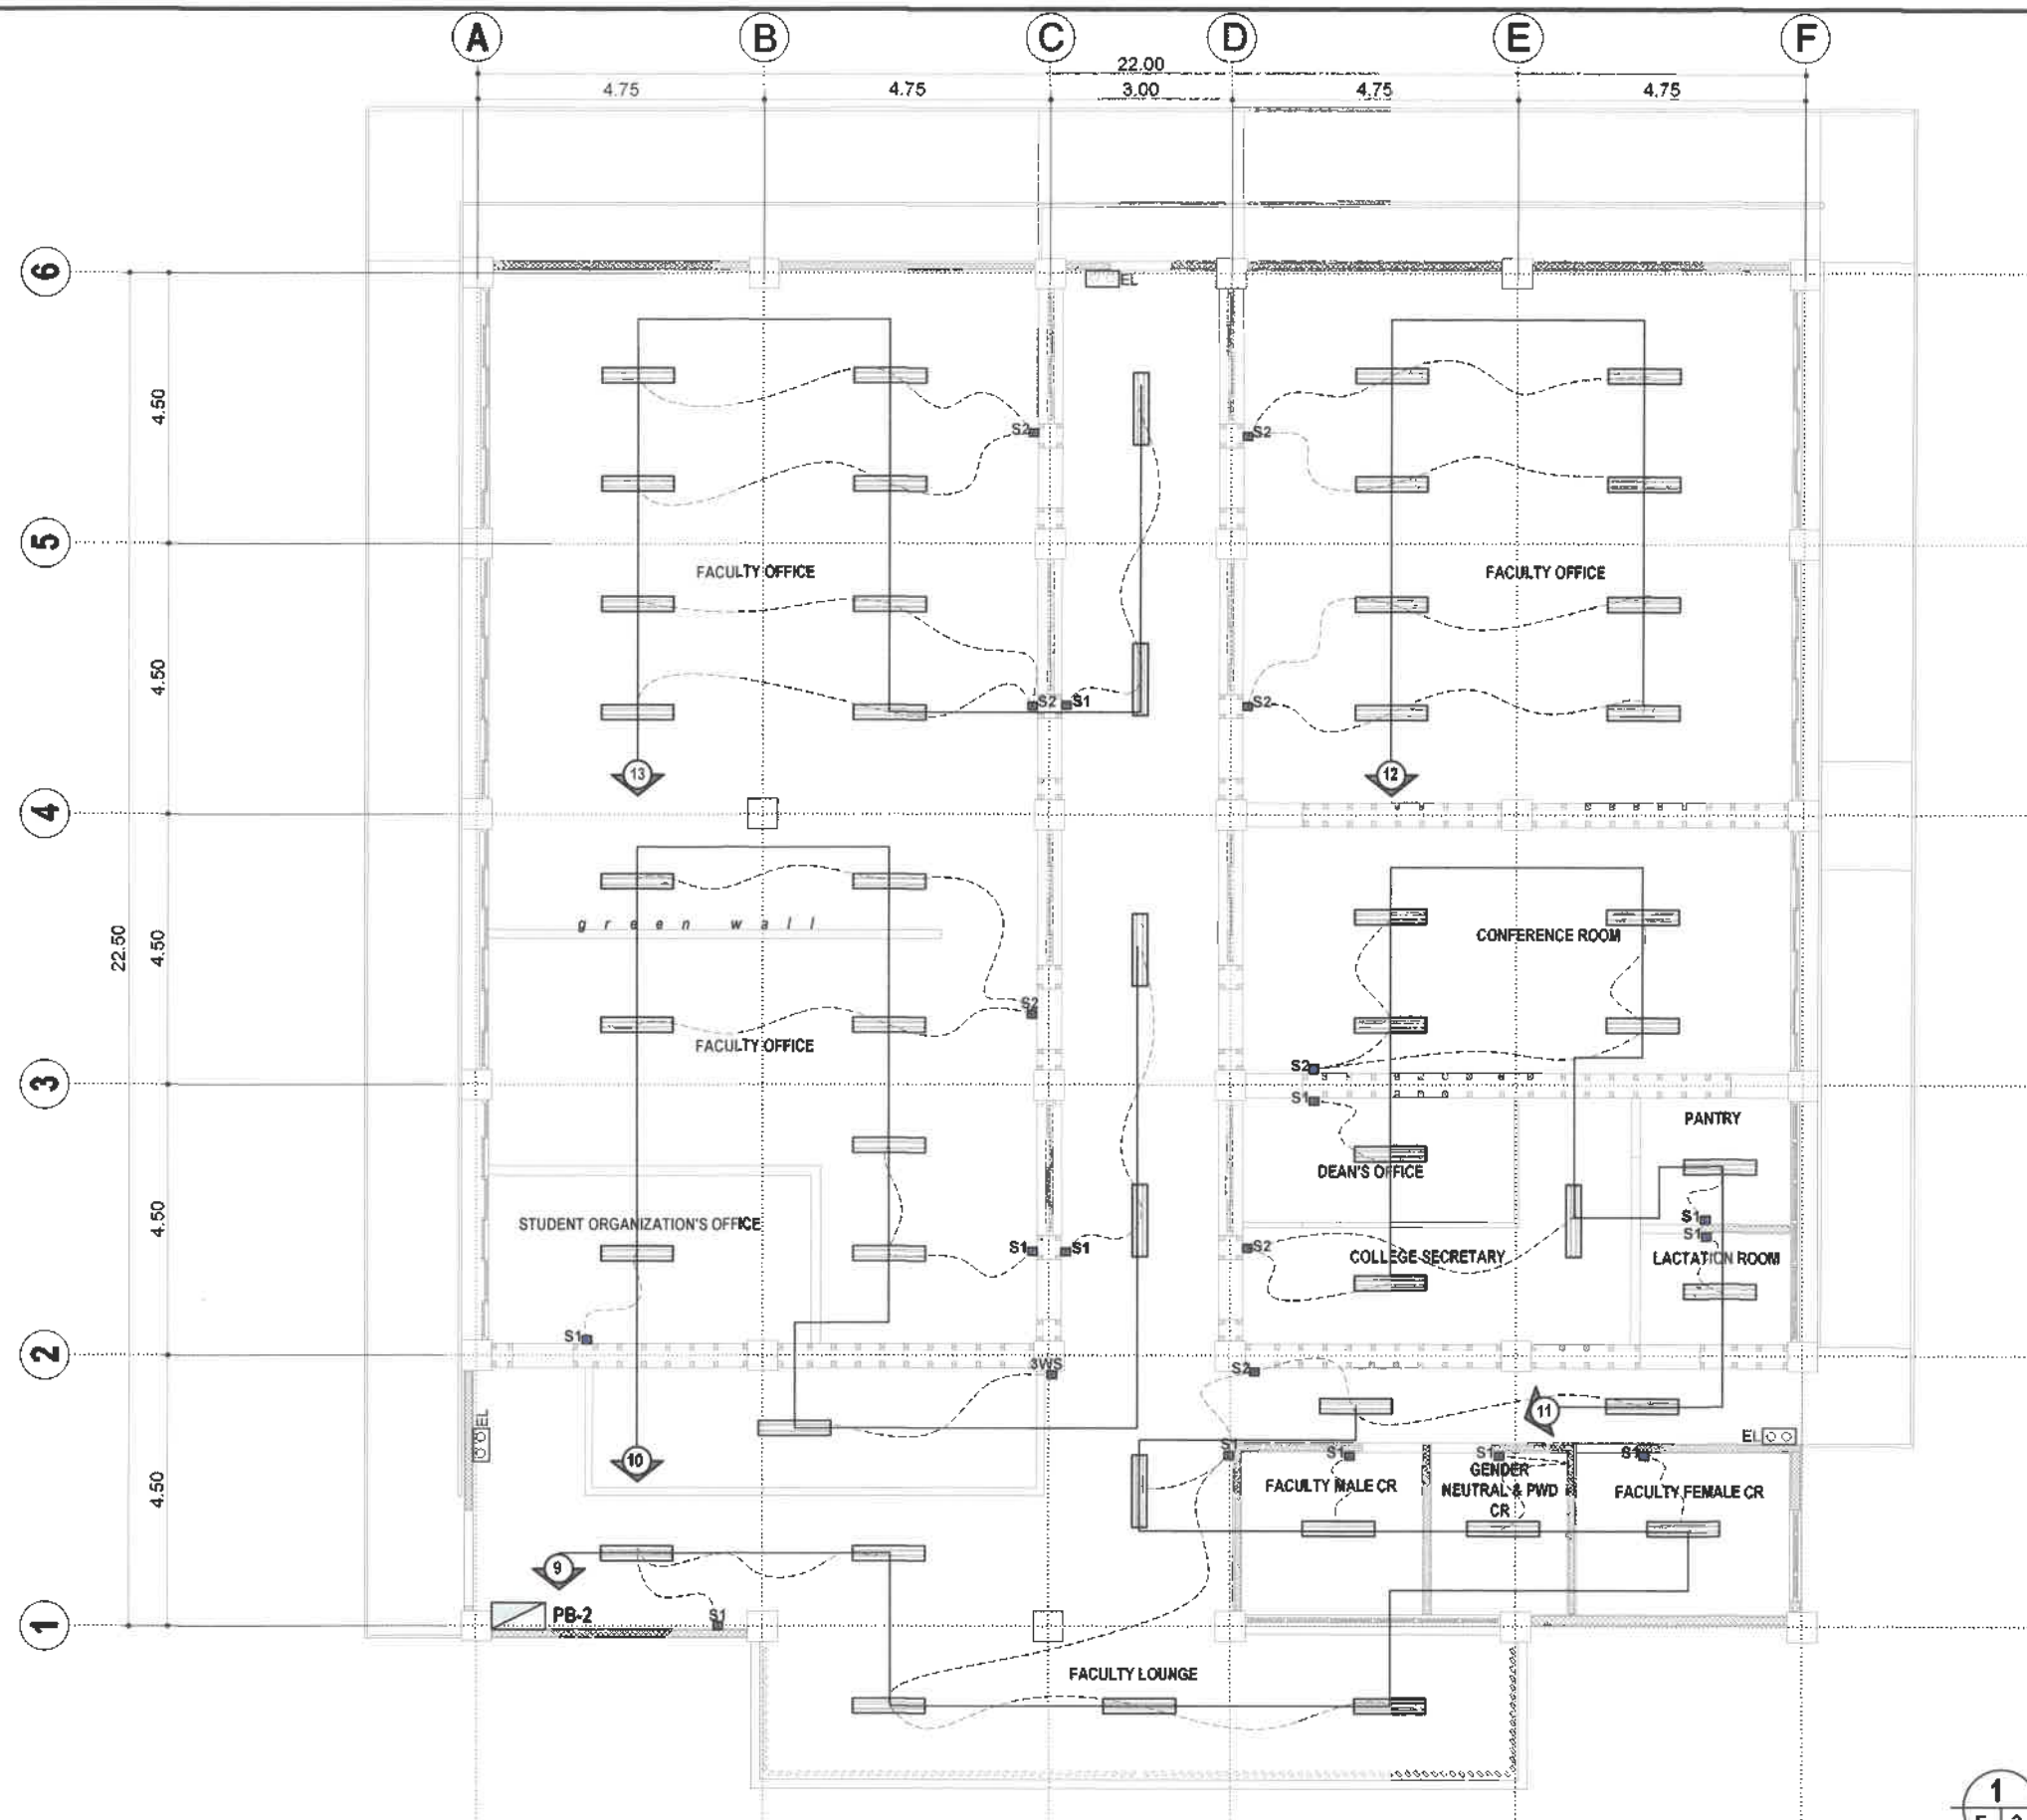 A B C D E F
22.00
4.75 4.75 3.00 4.75 4.75
6
EL
4.50
S2 S2
5
FACULTY OFFICE FACULTY OFFICE
4.50
S2 S1 S2
13 12
4
green wall
CONFERENCE ROOM
22.50
4.50
S2
FACULTY OFFICE
S2
3
S1
PANTRY
DEAN'S OFFICE
4.50
STUDENT ORGANIZATION'S OFFICE
S1
S1
S1 S1 S2
COLLEGE SECRETARY LACTATION ROOM
S1
2
3WS
S2
11
EL
EL
S1 S1 S1 S1
10
GENDER
NEUTRAL & PWD
CR
FACULTY MALE CR
FACULTY FEMALE CR
4.50
9
PB-2
S1
1
FACULTY LOUNGE
1